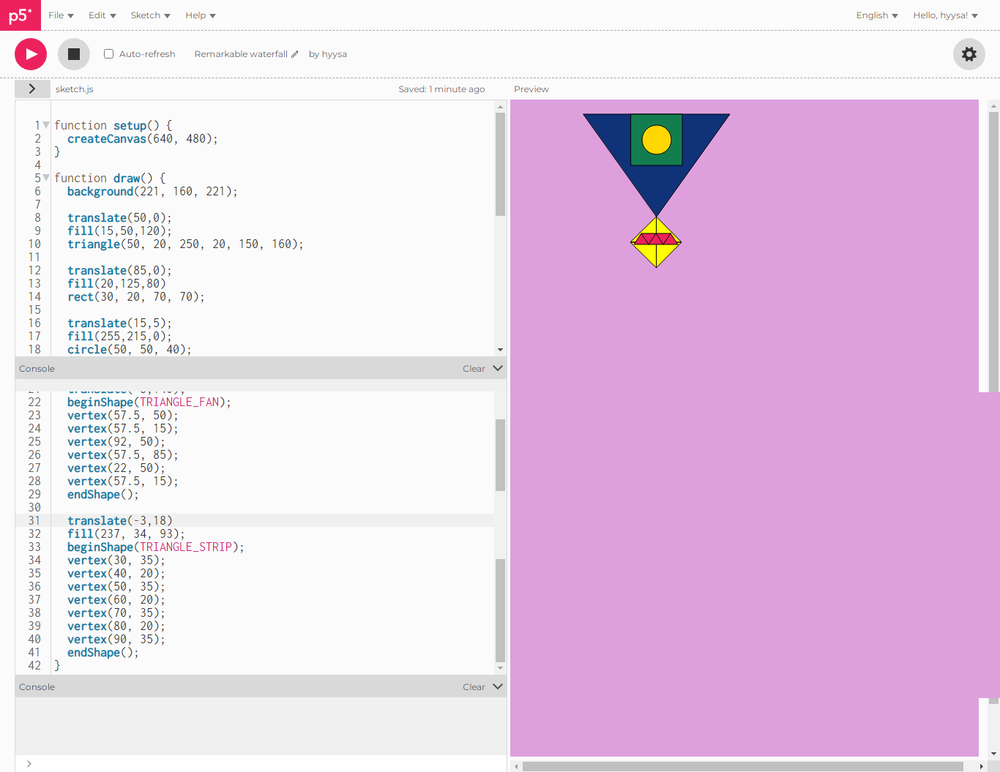 p5*
File Edit Sketch Help English Hello, hyysa!
Auto-refresh Remarkable waterfall by hyysa
sketch.js Saved: 1 minute ago Preview
1 function setup() {
2 createCanvas(640, 480);
3 }
4
5 function draw() {
6 background(221, 160, 221);
7
8 translate(50,0);
9 fill(15,50,120);
10 triangle(50, 20, 250, 20, 150, 160);
11
12 translate(85,0);
13 fill(20,125,80)
14 rect(30, 20, 70, 70);
15
16 translate(15,5);
17 fill(255,215,0);
18 circle(50, 50, 40);
Console Clear
22 beginShape(TRIANGLE_FAN);
23 vertex(57.5, 50);
24 vertex(57.5, 15);
25 vertex(92, 50);
26 vertex(57.5, 85);
27 vertex(22, 50);
28 vertex(57.5, 15);
29 endShape();
30
31 translate(-3,18)
32 fill(237, 34, 93);
33 beginShape(TRIANGLE_STRIP);
34 vertex(30, 35);
35 vertex(40, 20);
36 vertex(50, 35);
37 vertex(60, 20);
38 vertex(70, 35);
39 vertex(80, 20);
40 vertex(90, 35);
41 endShape();
42 }
Console Clear
>